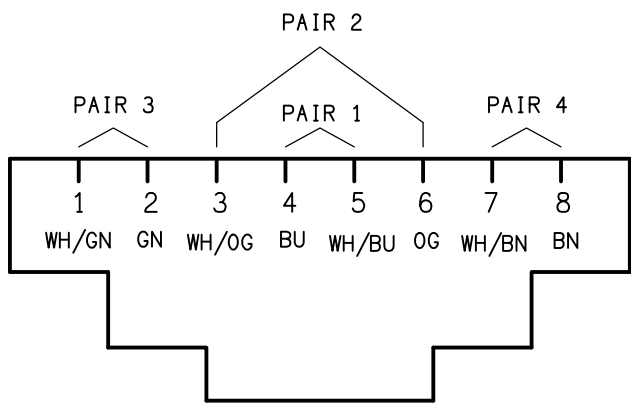 PAIR 2
PAIR 3 PAIR 1 PAIR 4
1 2 3 4 5 6 7 8
WH/GN GN WH/OG BU WH/BU OG WH/BN BN